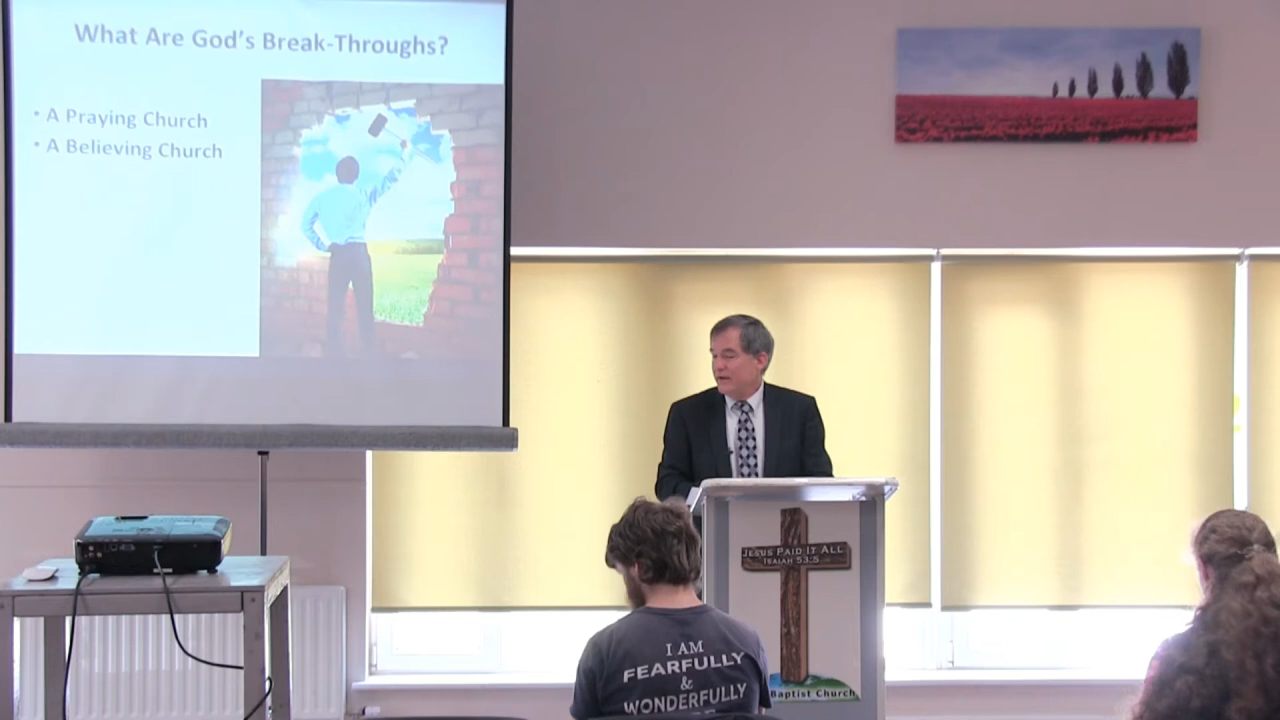 What Are God's Break-Throughs?
• A Praying Church
• A Believing Church
JESUS PAID IT ALL
ISAIAH 53:5
Baptist Church
I AM
FEARFULLY
&
WONDERFULLY